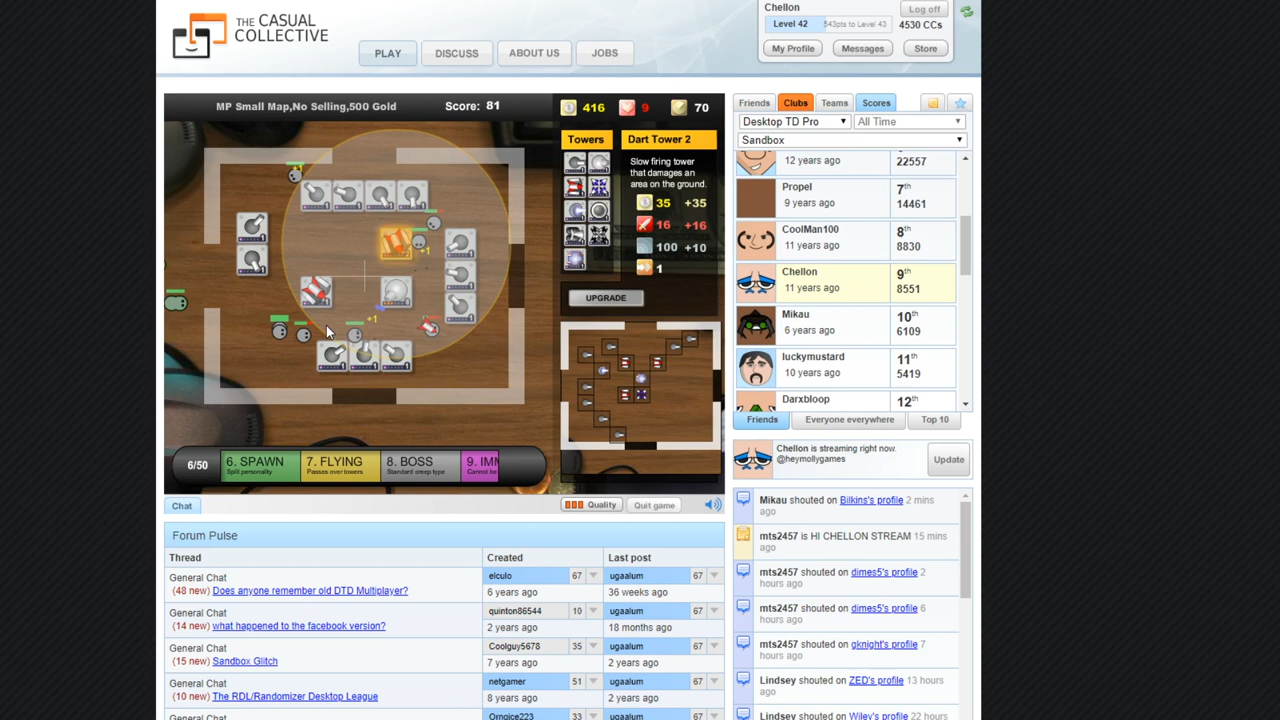 THE CASUAL
COLLECTIVE
PLAY
DISCUSS
ABOUT US
JOBS
Chellon
Log off
Level 42
543pts to Level 43
4530 CCs
My Profile
Messages
Store
MP Small Map,No Selling,500 Gold
Score: 81
416
9
70
Towers
Dart Tower 2
Slow firing tower
that damages an
area on the ground.
35 +35
16 +16
100 +10
1
UPGRADE
+1
+1
+1
6/50
6. SPAWN
Split personality
7. FLYING
Passes over towers
8. BOSS
Standard creep type
9. IMM
Cannot be
Chat
Quality
Quit game
Friends
Clubs
Teams
Scores
Desktop TD Pro
All Time
Sandbox
12 years ago
22557
Propel
9 years ago
7th
14461
CoolMan100
11 years ago
8th
8830
Chellon
11 years ago
9th
8551
Mikau
6 years ago
10th
6109
luckymustard
10 years ago
11th
5419
Darxbloop
12th
Friends
Everyone everywhere
Top 10
Chellon is streaming right now.
@heymollygames
Update
Mikau shouted on Bilkins's profile 2 mins
ago
mts2457 is HI CHELLON STREAM 15 mins
ago
mts2457 shouted on dimes5's profile 2
hours ago
mts2457 shouted on dimes5's profile 6
hours ago
mts2457 shouted on gknight's profile 7
hours ago
Lindsey shouted on ZED's profile 13 hours
ago
Lindsey shouted on Wiley's profile 22 hours
Forum Pulse
Thread
Created
Last post
General Chat
(48 new) Does anyone remember old DTD Multiplayer?
elculo 67
6 years ago
ugaalum 67
36 weeks ago
General Chat
(14 new) what happened to the facebook version?
quinton86544 10
2 years ago
ugaalum 67
18 months ago
General Chat
(15 new) Sandbox Glitch
Coolguy5678 35
7 years ago
ugaalum 67
2 years ago
General Chat
(10 new) The RDL/Randomizer Desktop League
netgamer 51
8 years ago
ugaalum 67
2 years ago
General Chat
Orngice223 33
ugaalum 67